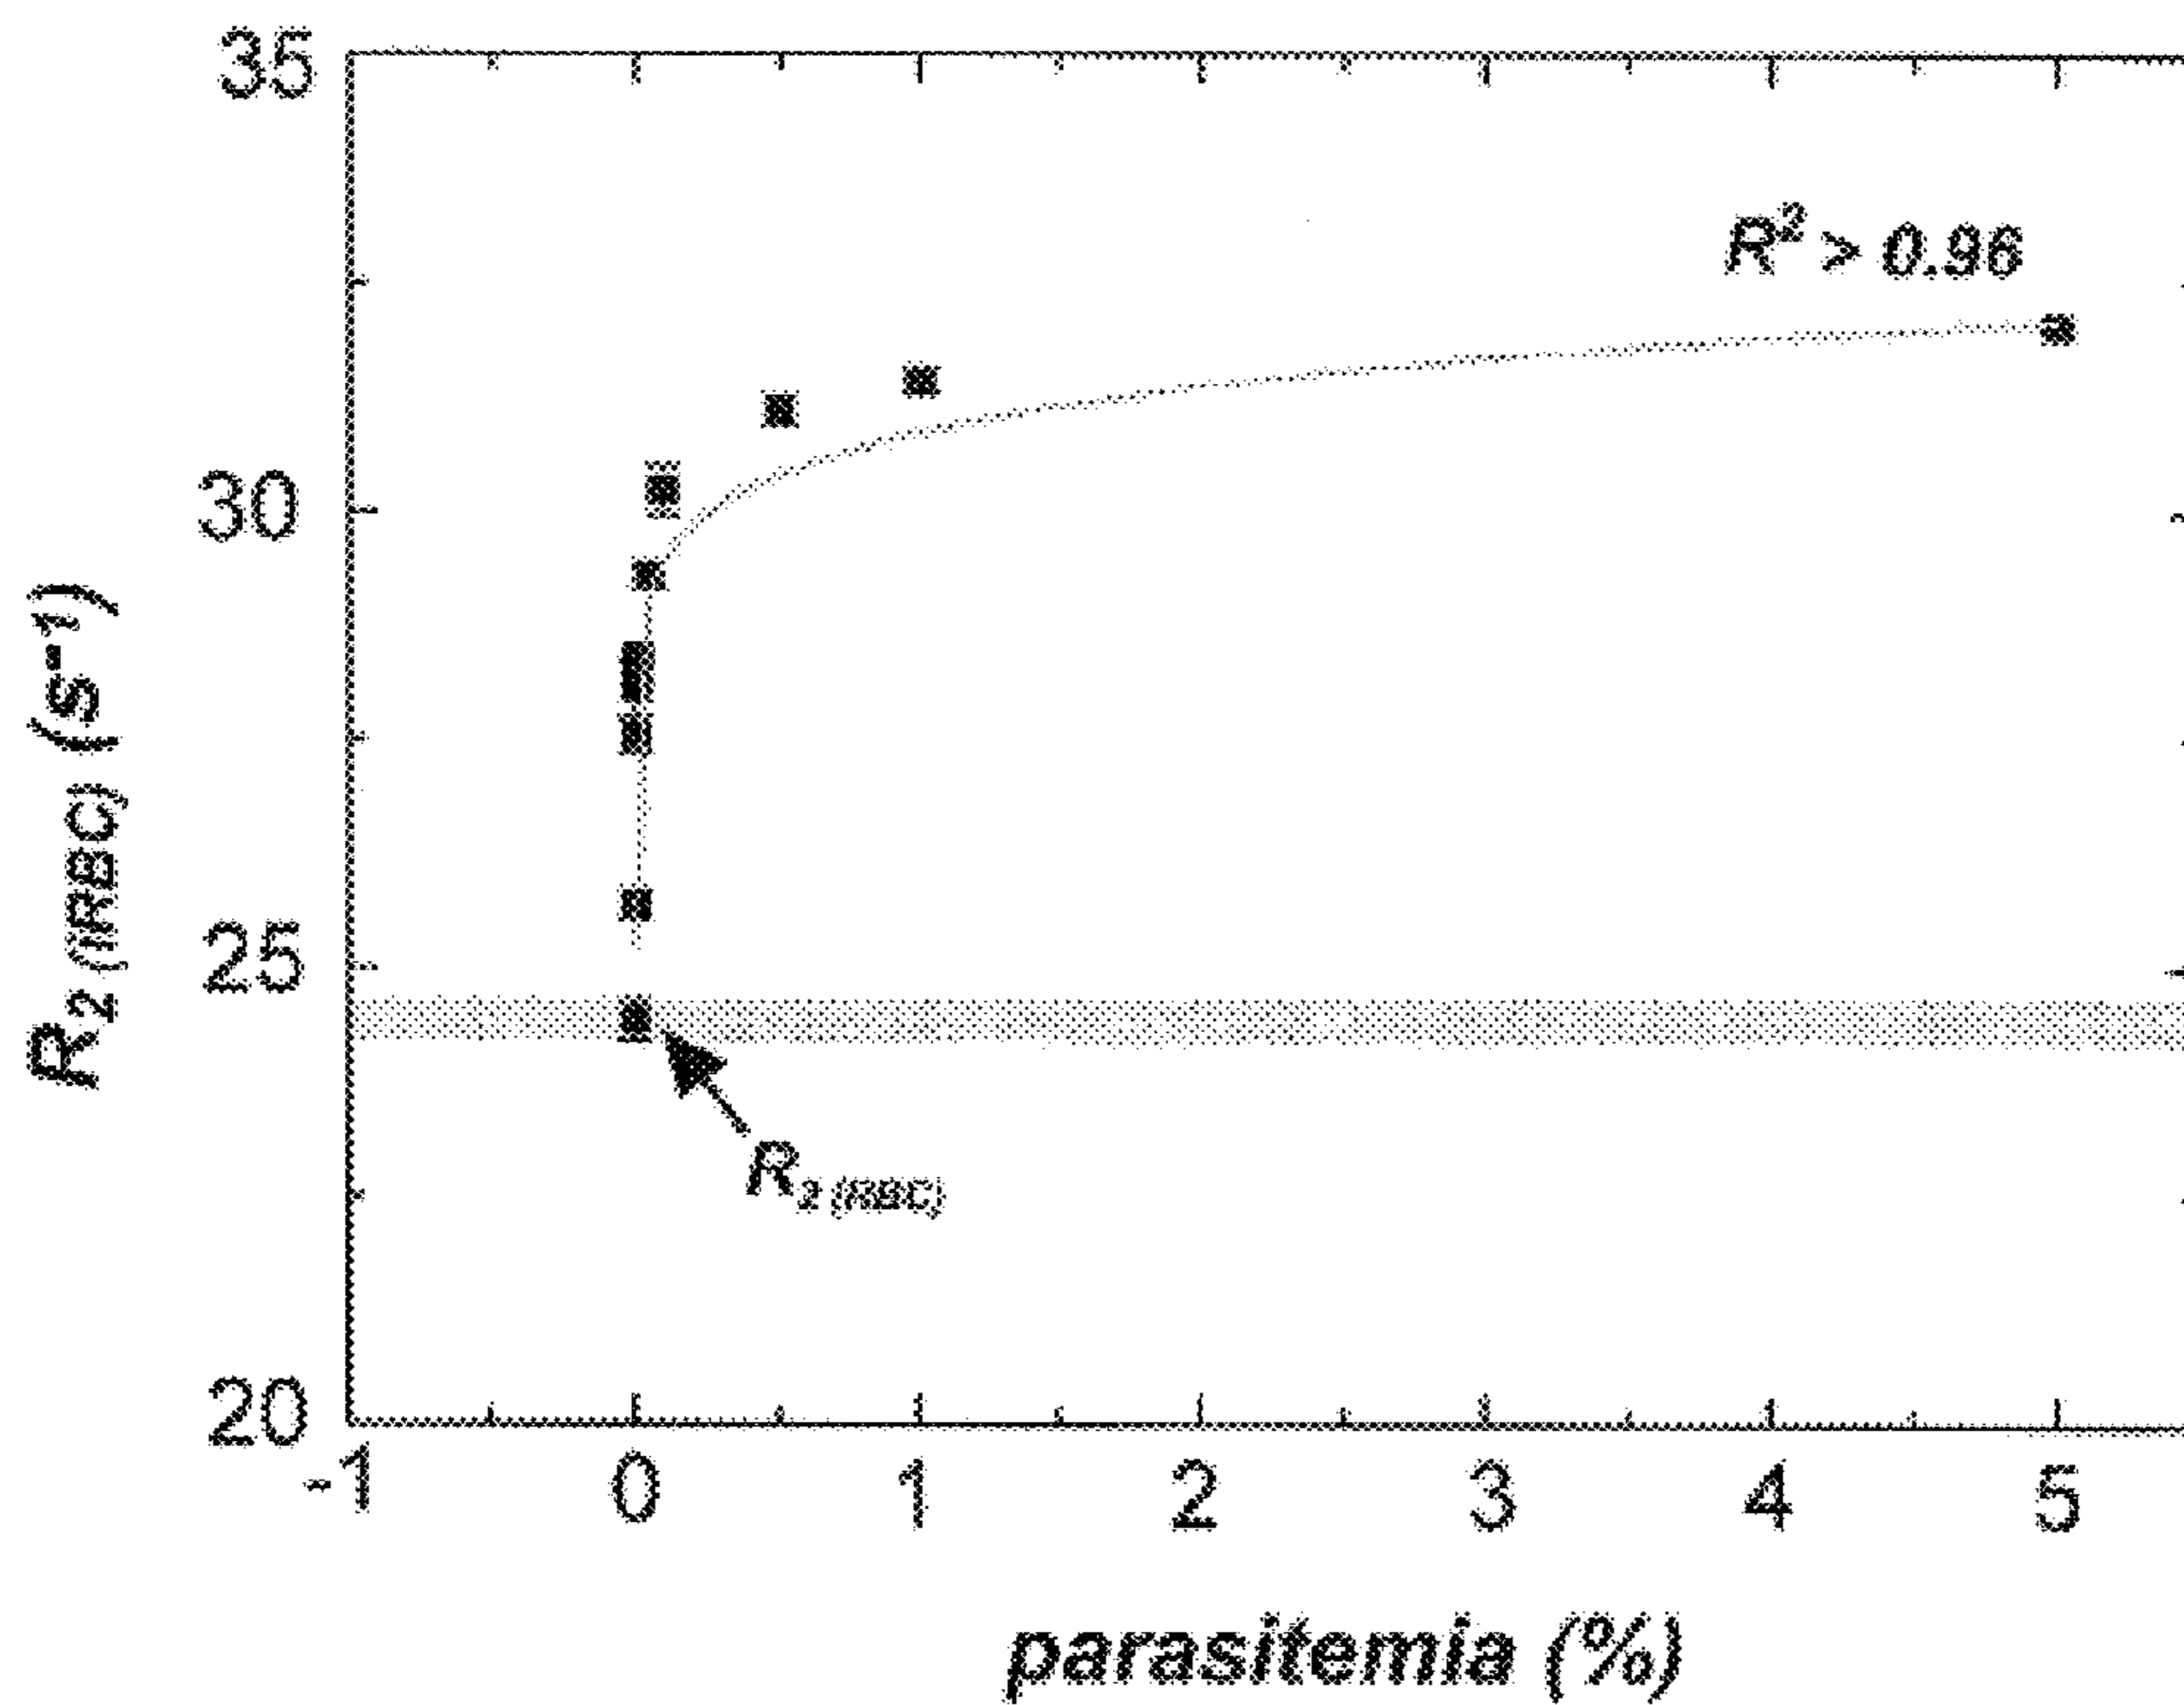 35
30
25
20
R2 (iRBC) (s⁻¹)
R² > 0.96
R2 (RBC)
-1 0 1 2 3 4 5
parasitemia (%)